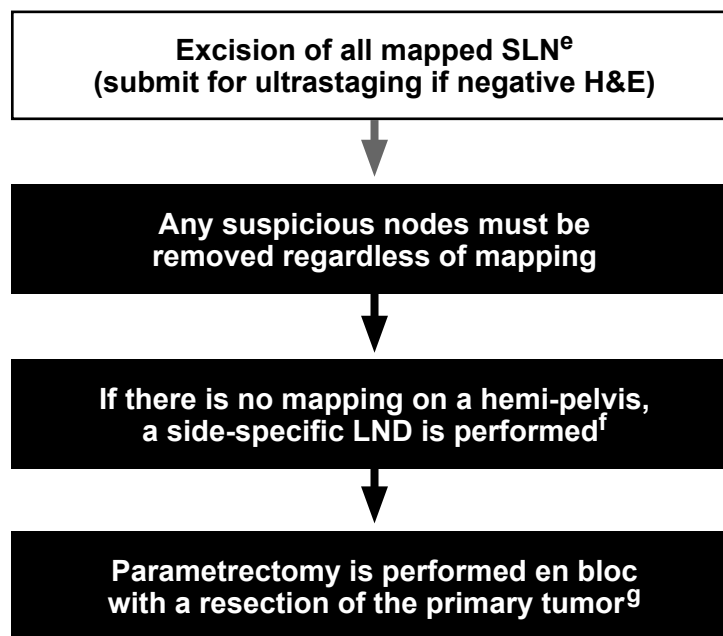 Excision of all mapped SLNᵉ
(submit for ultrastaging if negative H&E)
Any suspicious nodes must be
removed regardless of mapping
If there is no mapping on a hemi-pelvis,
a side-specific LND is performedᶠ
Parametrectomy is performed en bloc
with a resection of the primary tumorᵍ